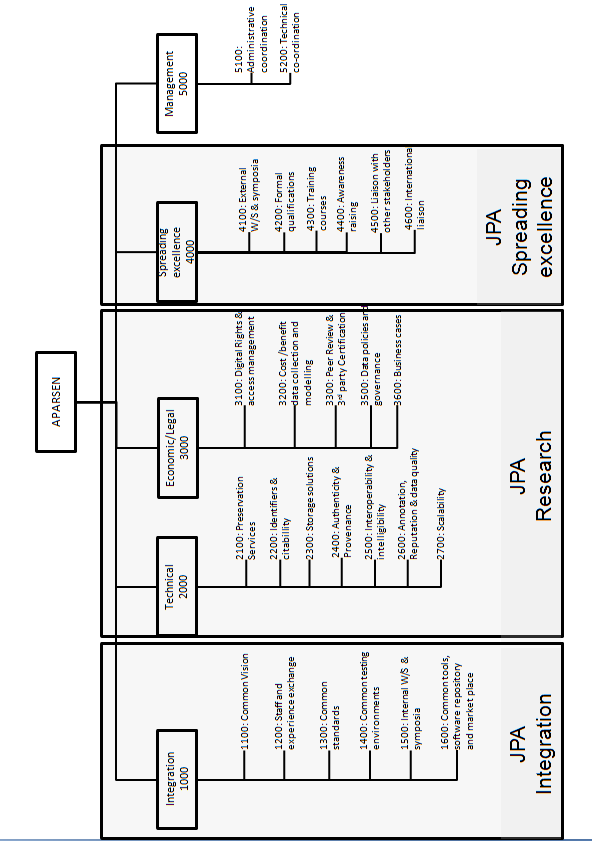 APARSEN
Integration
1000
Technical
2000
Economic/Legal
3000
Spreading
excellence
4000
Management
5000
1100: Common Vision
1200: Staff and
experience exchange
1300: Common
standards
1400: Common testing
environments
1500: Internal W/S &
symposia
1600: Common tools,
software repository
and market place
2100: Preservation
Services
2200: Identifiers &
citability
2300: Storage solutions
2400: Authenticity &
Provenance
2500: Interoperability &
intelligibility
2600: Annotation,
Reputation & data quality
2700: Scalability
3100: Digital Rights &
access management
3200: Cost /benefit
data collection and
modelling
3300: Peer Review &
3rd party Certification
3500: Data policies and
governance
3600: Business cases
4100: External
W/S & symposia
4200: Formal
qualifications
4300: Training
courses
4400: Awareness
raising
4500: Liaison with
other stakeholders
4600: International
liaison
5100:
Administrative
coordination
5200: Technical
co-ordination
JPA
Integration
JPA
Research
JPA
Spreading
excellence